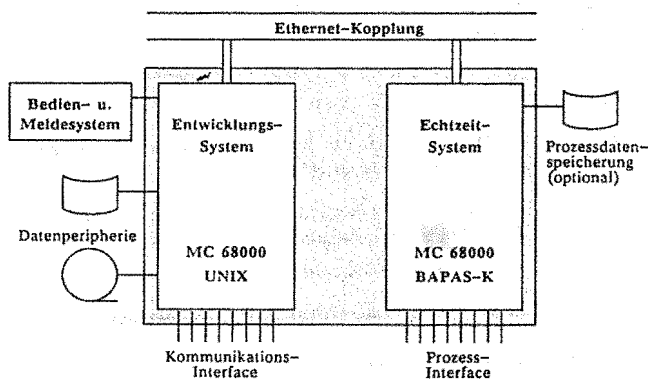 Ethernet-Kopplung
Bedien- u.
Meldesystem
Entwicklungs-
System
Echtzeit-
System
Prozessdaten-
speicherung
(optional)
Datenperipherie
MC 68000
UNIX
MC 68000
BAPAS-K
Kommunikations-
Interface
Prozess-
Interface